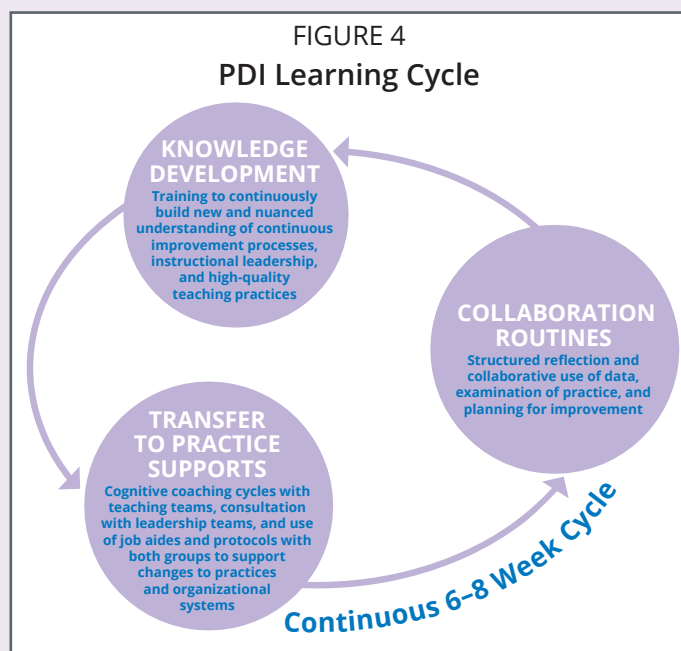 FIGURE 4
PDI Learning Cycle
KNOWLEDGE
DEVELOPMENT
Training to continuously
build new and nuanced
understanding of continuous
improvement processes,
instructional leadership,
and high-quality
teaching practices
COLLABORATION
ROUTINES
Structured reflection and
collaborative use of data,
examination of practice, and
planning for improvement
TRANSFER
TO PRACTICE
SUPPORTS
Cognitive coaching cycles with
teaching teams, consultation
with leadership teams, and use
of job aides and protocols with
both groups to support
changes to practices
and organizational
systems
Continuous 6–8 Week Cycle